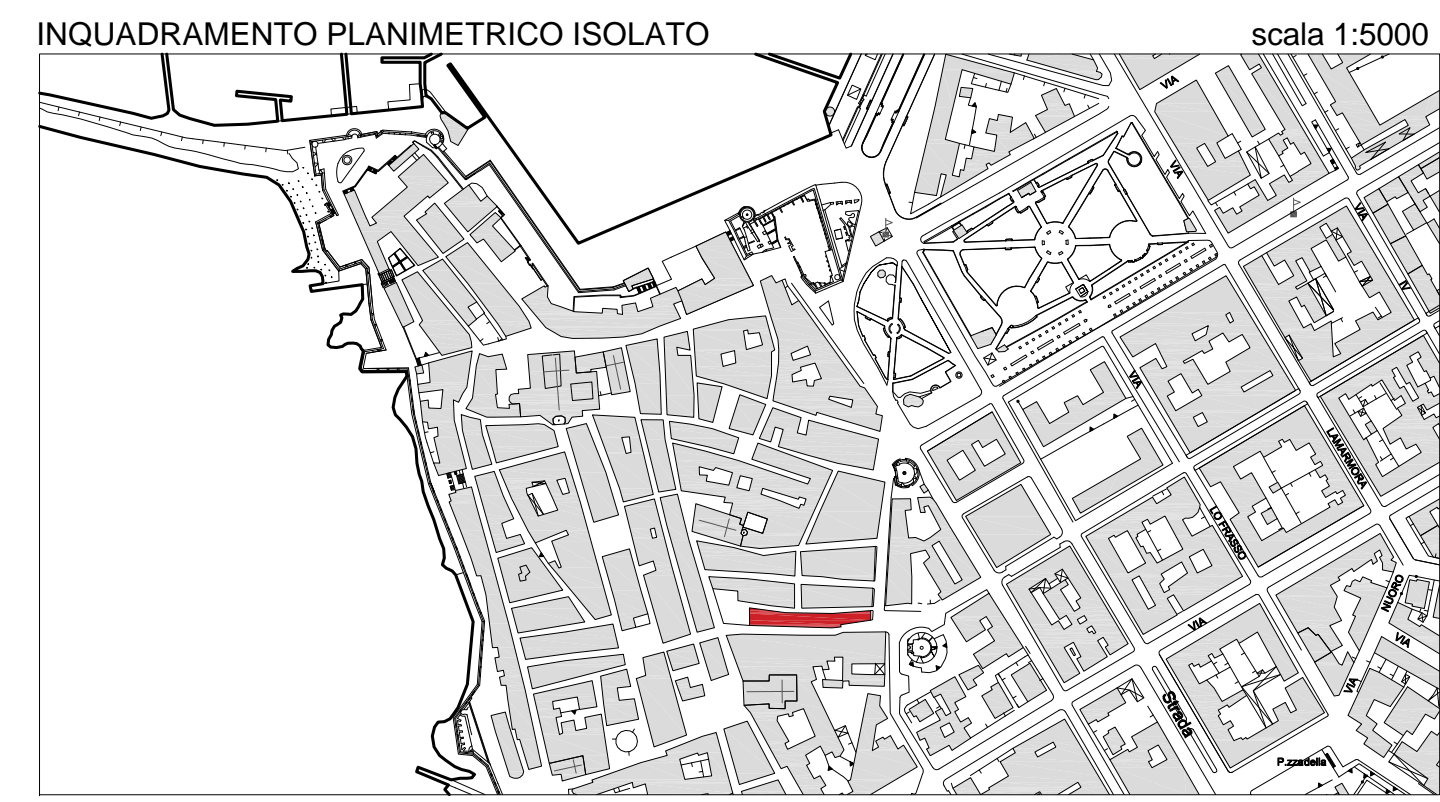 INQUADRAMENTO PLANIMETRICO ISOLATO
scala 1:5000
VIA
VIA
VIA
IV
VIA
LAMARMORA
LO FRASSO
NUORO
VIA
VIA
VIA
Strada
P.zzadella